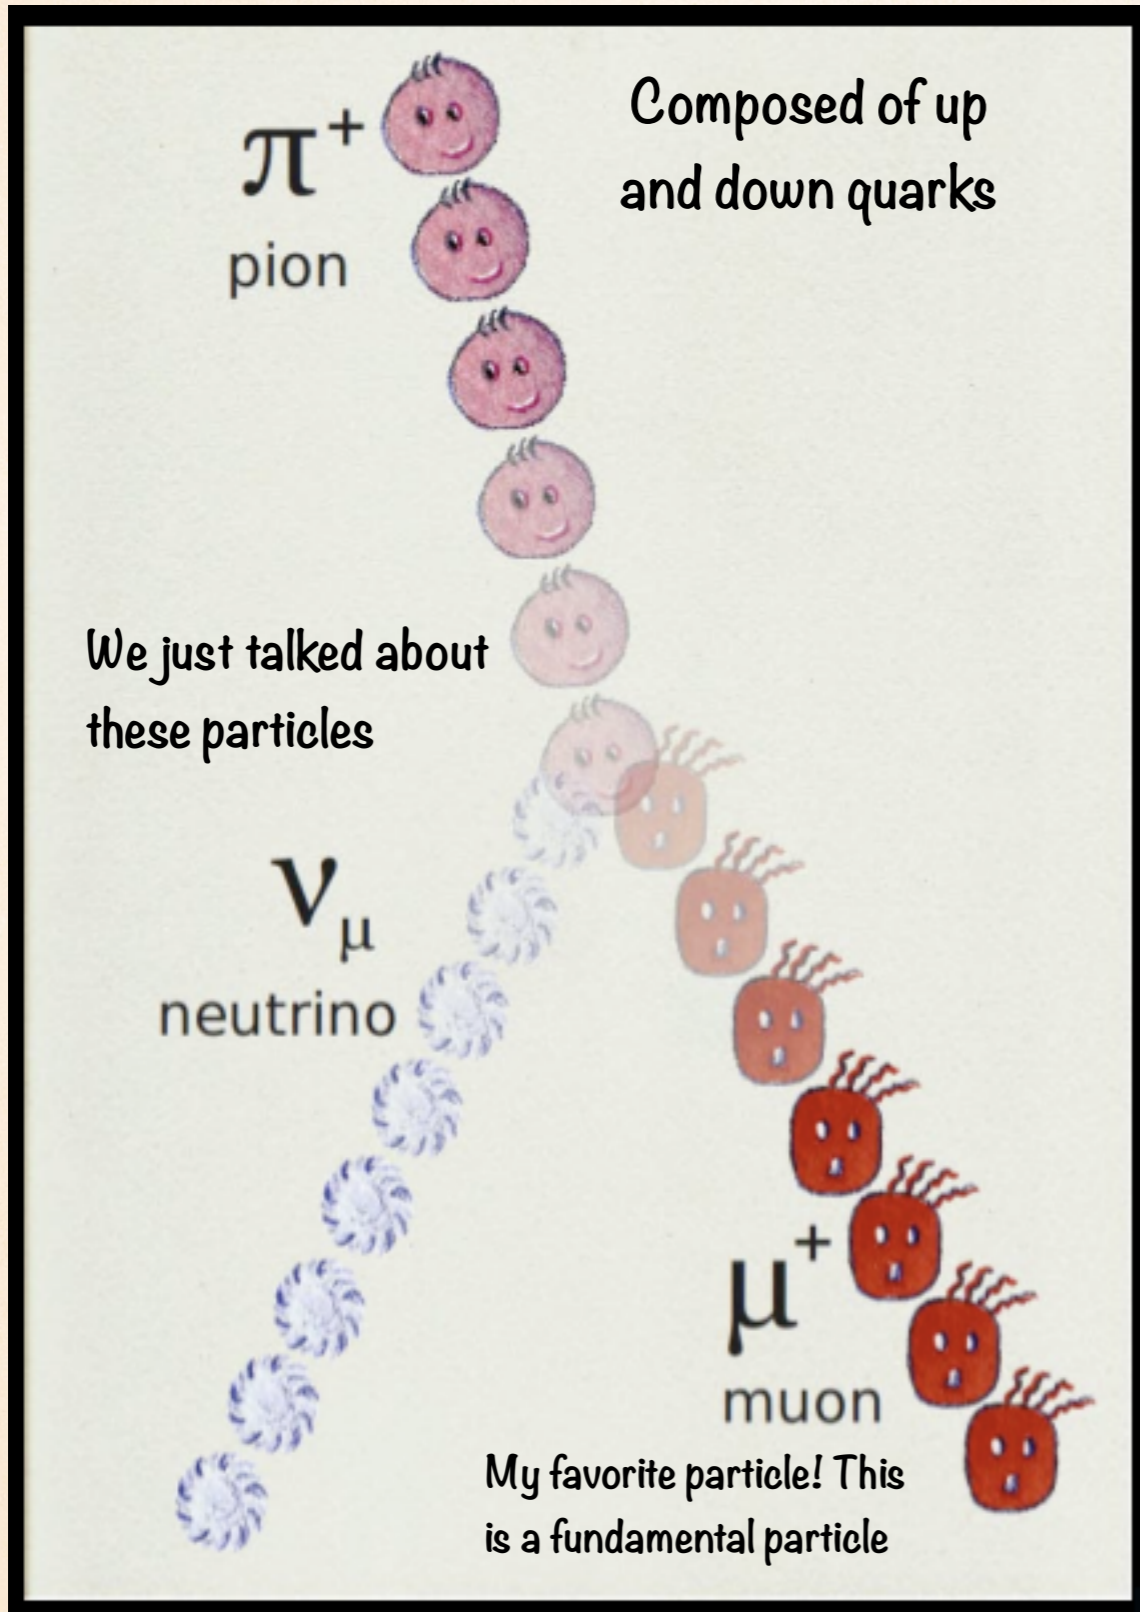 π⁺
pion
Composed of up
and down quarks
We just talked about
these particles
νμ
neutrino
μ⁺
muon
My favorite particle! This
is a fundamental particle